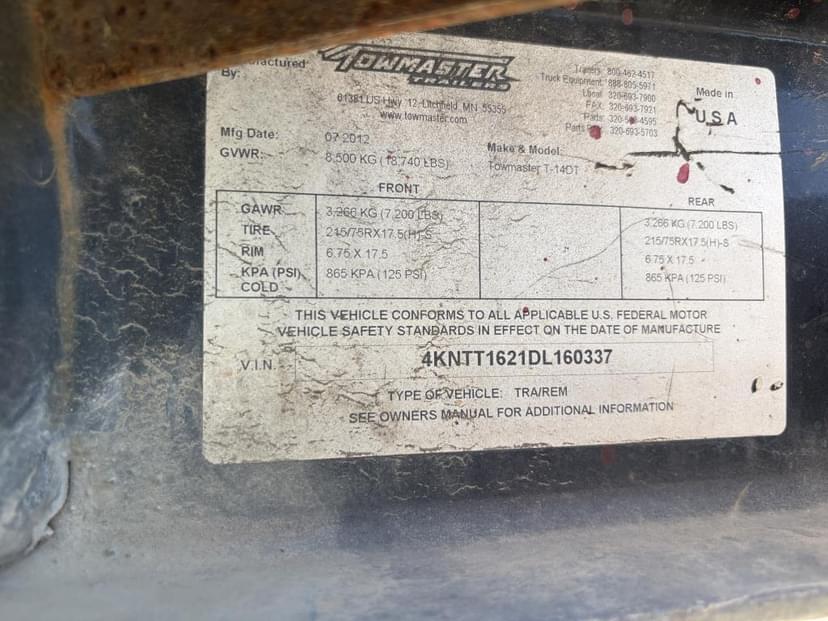 Manufactured By:
TOWMASTER
TRAILERS
61381 US Hwy. 12, Litchfield, MN 55355
www.towmaster.com
Trailers: 800-462-4517
Truck Equipment: 888-805-5971
Local: 320-693-7900
FAX: 320-693-7921
Parts:
320-693-5703
Made in
USA
Mfg Date: 07 2012
GVWR: 8,500 KG (18,740 LBS)
Make & Model:
Towmaster T-14DT
FRONT REAR
GAWR 3,266 KG (7,200 LBS) 3,266 KG (7,200 LBS)
TIRE 215/75RX17.5(H)-S 215/75RX17.5(H)-S
RIM 6.75 X 17.5 6.75 X 17.5
KPA (PSI) COLD 865 KPA (125 PSI) 865 KPA (125 PSI)
THIS VEHICLE CONFORMS TO ALL APPLICABLE U.S. FEDERAL MOTOR
VEHICLE SAFETY STANDARDS IN EFFECT ON THE DATE OF MANUFACTURE
V.I.N. 4KNTT1621DL160337
TYPE OF VEHICLE: TRA/REM
SEE OWNERS MANUAL FOR ADDITIONAL INFORMATION